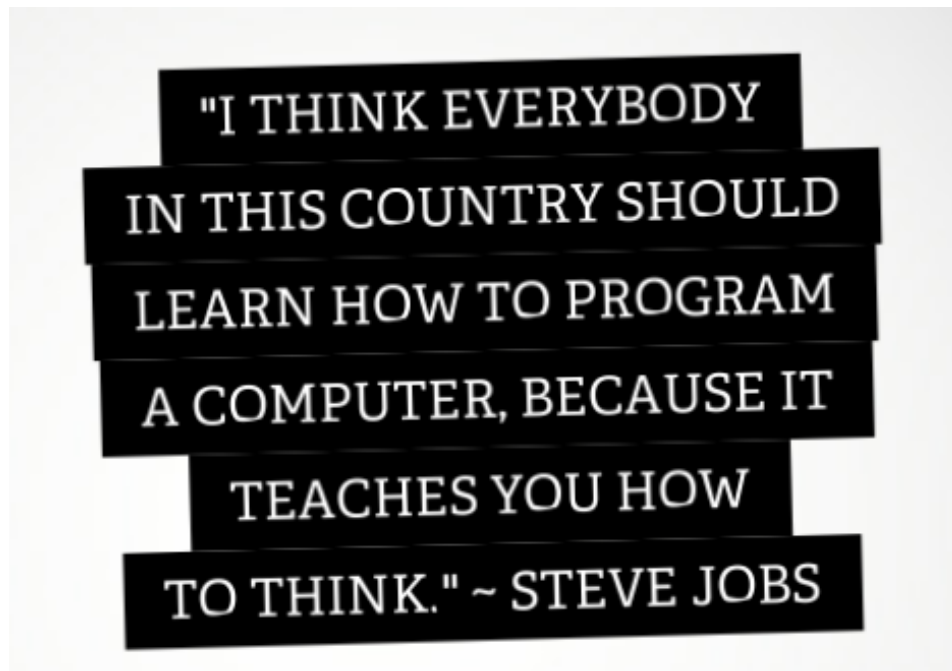 "I THINK EVERYBODY
IN THIS COUNTRY SHOULD
LEARN HOW TO PROGRAM
A COMPUTER, BECAUSE IT
TEACHES YOU HOW
TO THINK." ~ STEVE JOBS